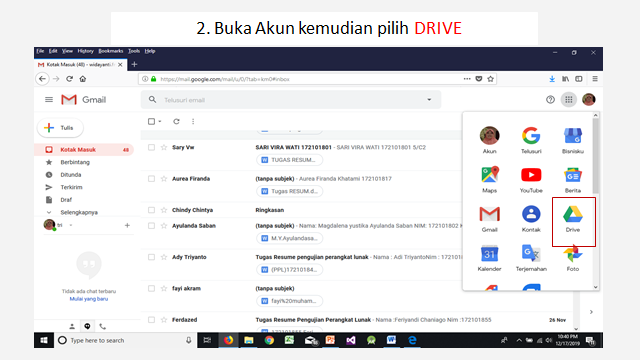 2. Buka Akun kemudian pilih DRIVE
File Edit View History Bookmarks Tools Help
Kotak Masuk (48) - widayanti.
https://mail.google.com/mail/u/0/?tab=km0#inbox
Gmail
Telusuri email
Tulis
Kotak Masuk 48
Berbintang
Ditunda
Terkirim
Draf
Selengkapnya
tri
Tidak ada chat terbaru
Mulai yang baru
Sary Vw SARI VIRA WATI 172101801 - SARI VIRA WATI 172101801 5/C2
TUGAS RESUM...
Aurea Firanda (tanpa subjek) - Aurea Firanda Khatami 172101817
Tugas RESUM.d...
Chindy Chintya Ringkasan
Ayulanda Saban (tanpa subjek) - Nama: Magdalena yustika Ayulanda Saban NIM: 172101802
M.Y.Ayulandasa...
Ady Triyanto Tugas Resume pengujian perangkat lunak - Nama : Adi TriyantoNim : 172101
(PPL)17210184...
fayi akram (tanpa subjek)
fayi%20muham...
Ferdazed Tugas Resume Pengujian Perangkat Lunak - Nama :Feriyandi Chaniago Nim :172101855 26 Nov
Akun Telusuri Bisnisku
Maps YouTube Berita
Gmail Kontak Drive
Kalender Terjemahan Foto
Type here to search
10:40 PM
12/17/2019